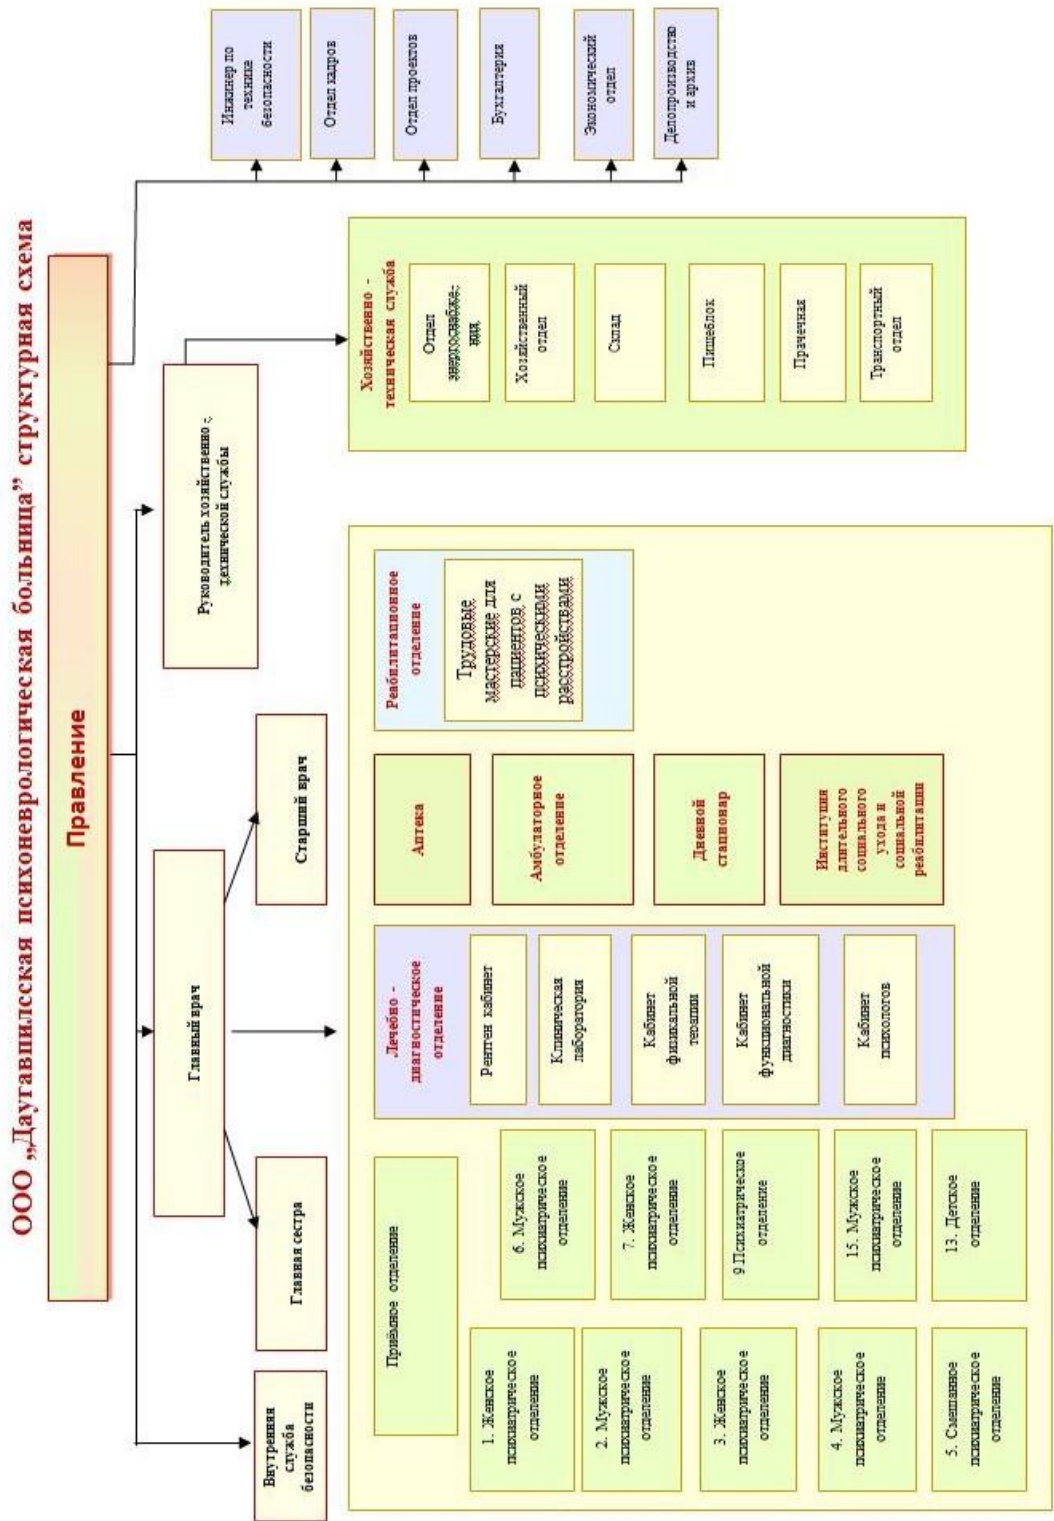 ООО „Даугавпилсская психоневрологическая больница” структурная схема
Правление
Внутренняя
служба
безопасности
Главный врач
Главная сестра
Старший врач
Руководитель хозяйственно -
технической службы
Инжинер по
технике
безопасности
Отдел кадров
Отдел проектов
Бухгалтерия
Экономический
отдел
Делопроизводство
и архив
Приёмное отделение
1. Женское
психиатрическое
отделение
2. Мужское
психиатрическое
отделение
3. Женское
психиатрическое
отделение
4. Мужское
психиатрическое
отделение
5. Смешанное
психиатрическое
отделение
6. Мужское
психиатрическое
отделение
7. Женское
психиатрическое
отделение
9.Психиатрическое
отделение
15. Мужское
психиатрическое
отделение
13. Детское
отделение
Лечебно -
диагностическое
отделение
Рентген кабинет
Клиническая
лаборатория
Кабинет
физикальной
терапии
Кабинет
функциональной
диагностики
Кабинет
психологов
Аптека
Амбулаторное
отделение
Дневной
стационар
Институция
длительного
социального
ухода и
социальной
реабилитации
Реабилитационное
отделение
Трудовые
мастерские для
пациентов с
психическими
расстройствами
Хозяйственно -
техническая служба
Отдел
энергоснабже-
ния
Хозяйственный
отдел
Склад
Пищеблок
Прачечная
Транспортный
отдел